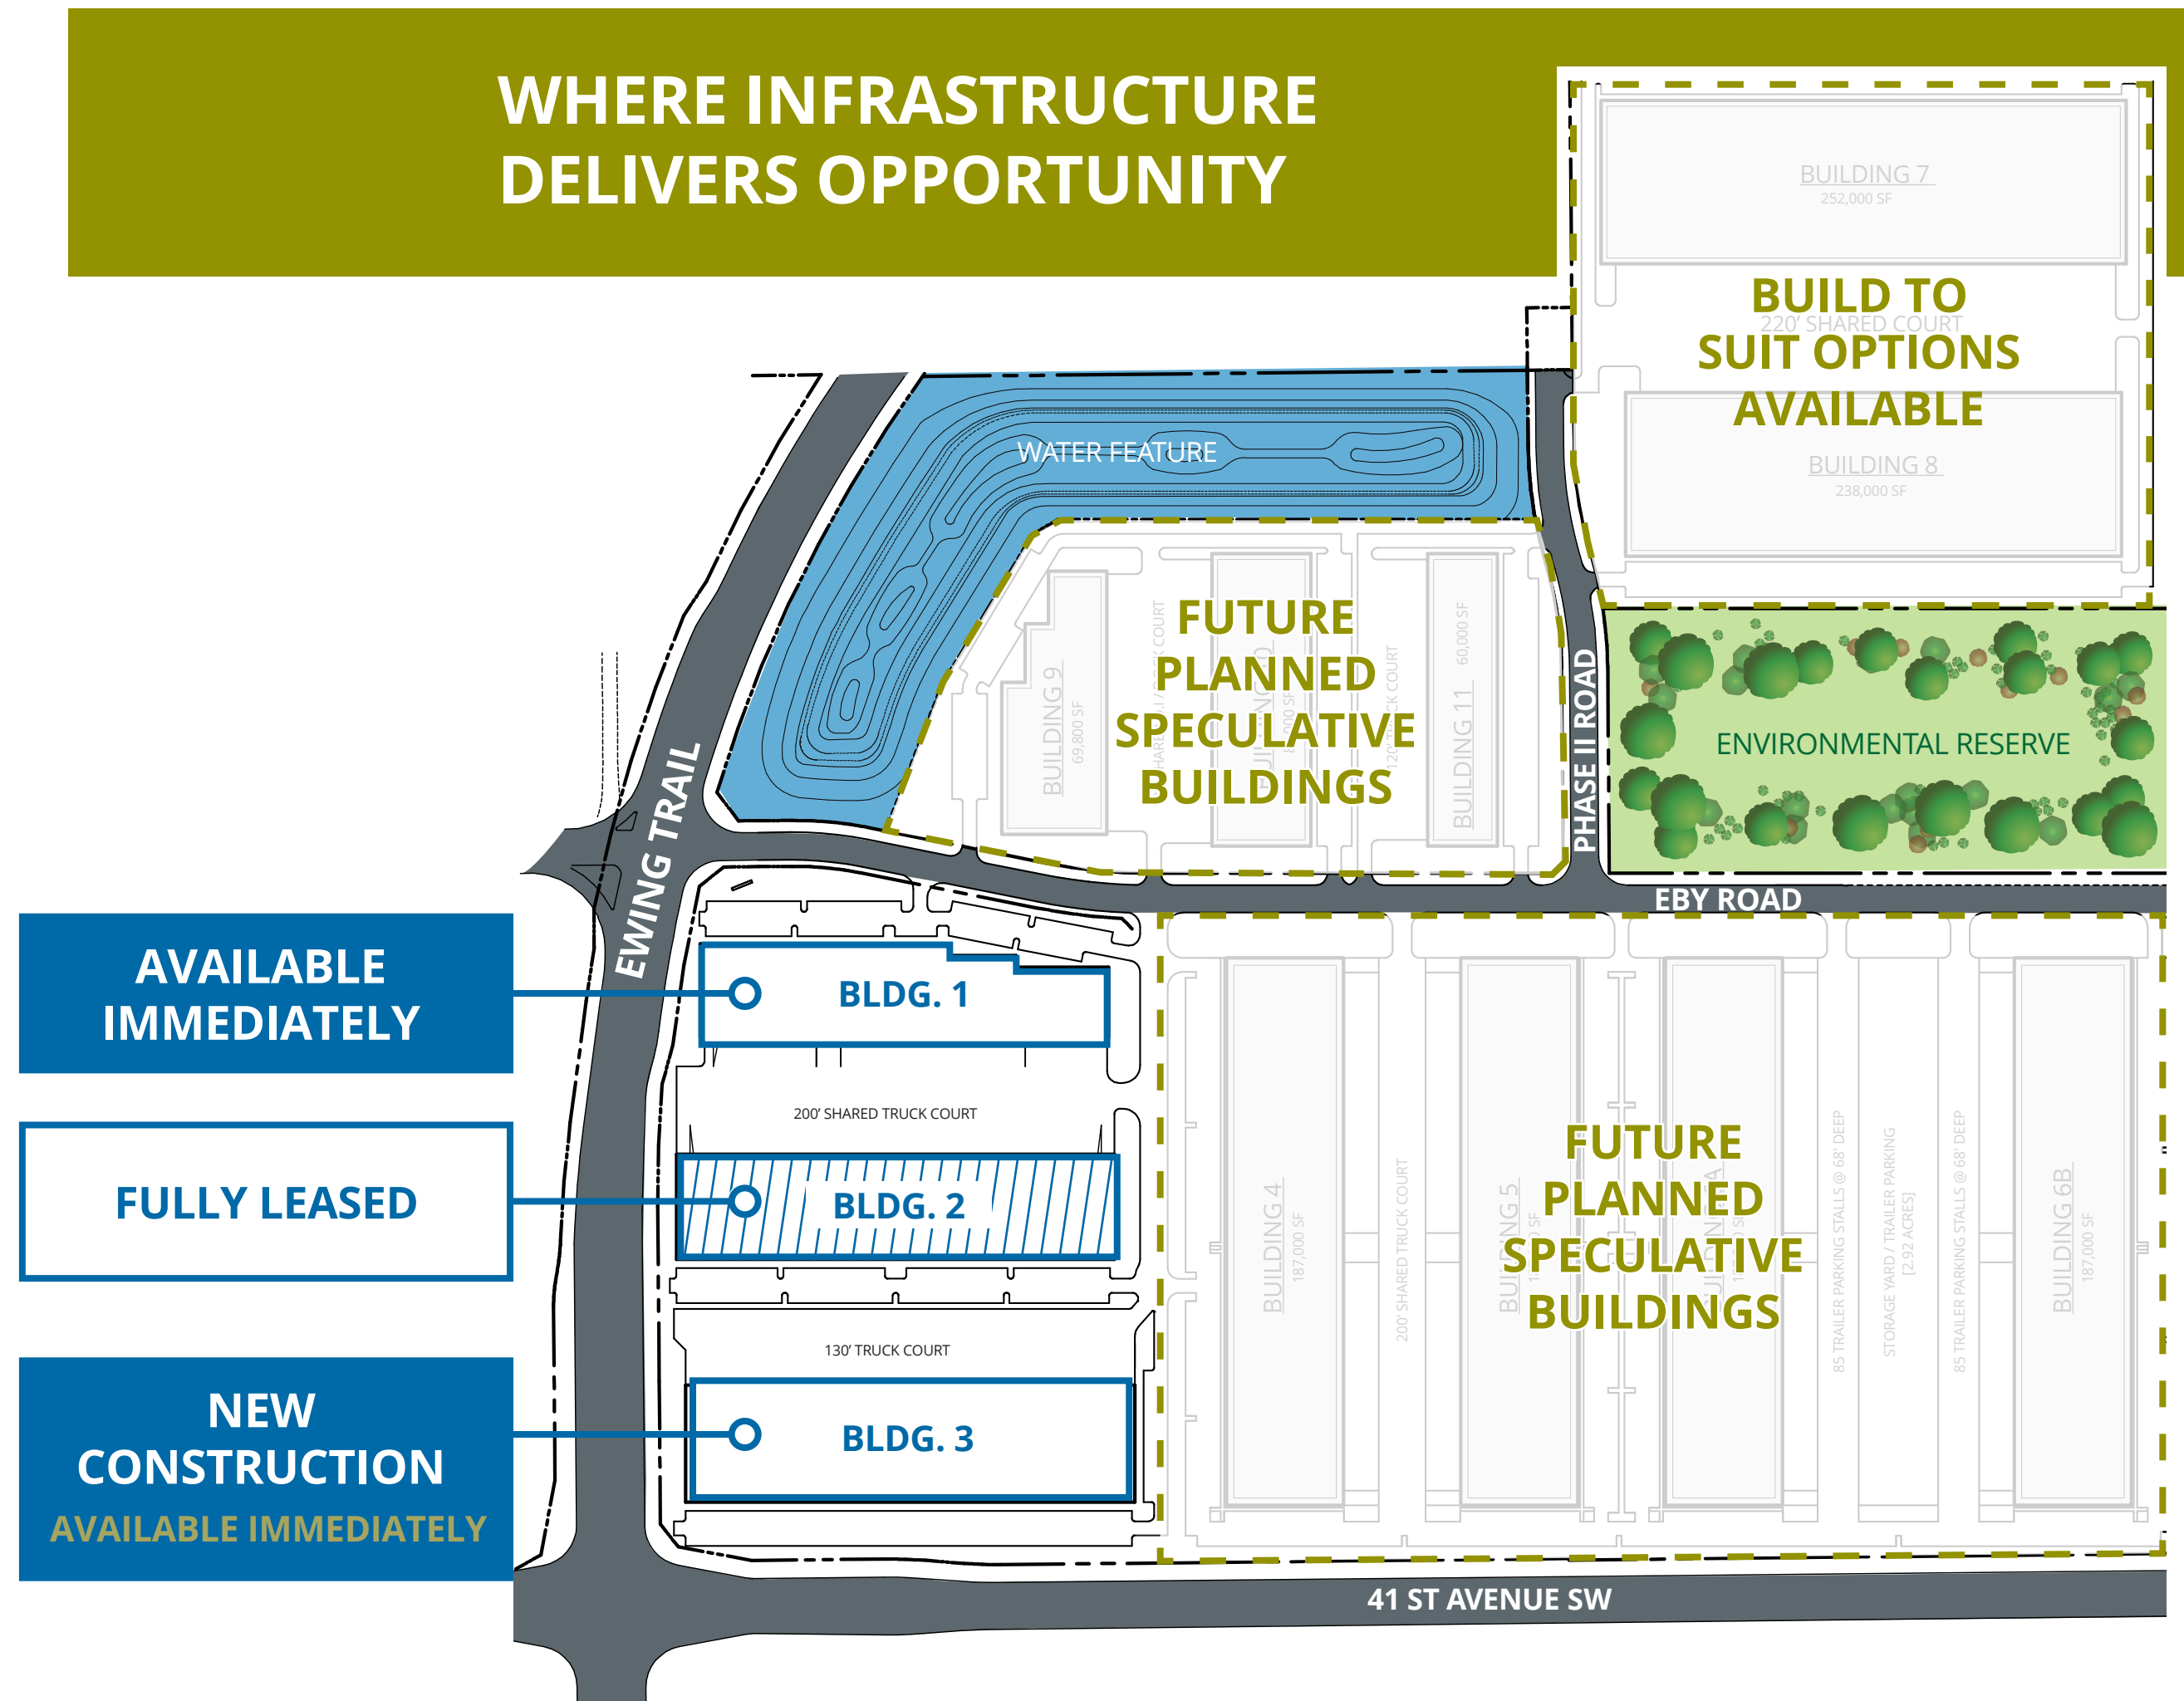 WHERE INFRASTRUCTURE
DELIVERS OPPORTUNITY
BUILDING 7
252,000 SF
BUILD TO
220' SHARED COURT
SUIT OPTIONS
AVAILABLE
BUILDING 8
238,000 SF
WATER FEATURE
FUTURE
PLANNED
SPECULATIVE
BUILDINGS
BUILDING 9
69,800 SF
BUILDING 11
60,000 SF
PHASE II ROAD
ENVIRONMENTAL RESERVE
EWING TRAIL
EBY ROAD
AVAILABLE
IMMEDIATELY
BLDG. 1
200' SHARED TRUCK COURT
FULLY LEASED
BLDG. 2
130' TRUCK COURT
NEW
CONSTRUCTION
AVAILABLE IMMEDIATELY
BLDG. 3
BUILDING 4
187,000 SF
200' SHARED TRUCK COURT
BUILDING 5
FUTURE
PLANNED
SPECULATIVE
BUILDINGS
85 TRAILER PARKING STALLS @ 68' DEEP
STORAGE YARD / TRAILER PARKING
[2.92 ACRES]
85 TRAILER PARKING STALLS @ 68' DEEP
BUILDING 6B
187,000 SF
41 ST AVENUE SW